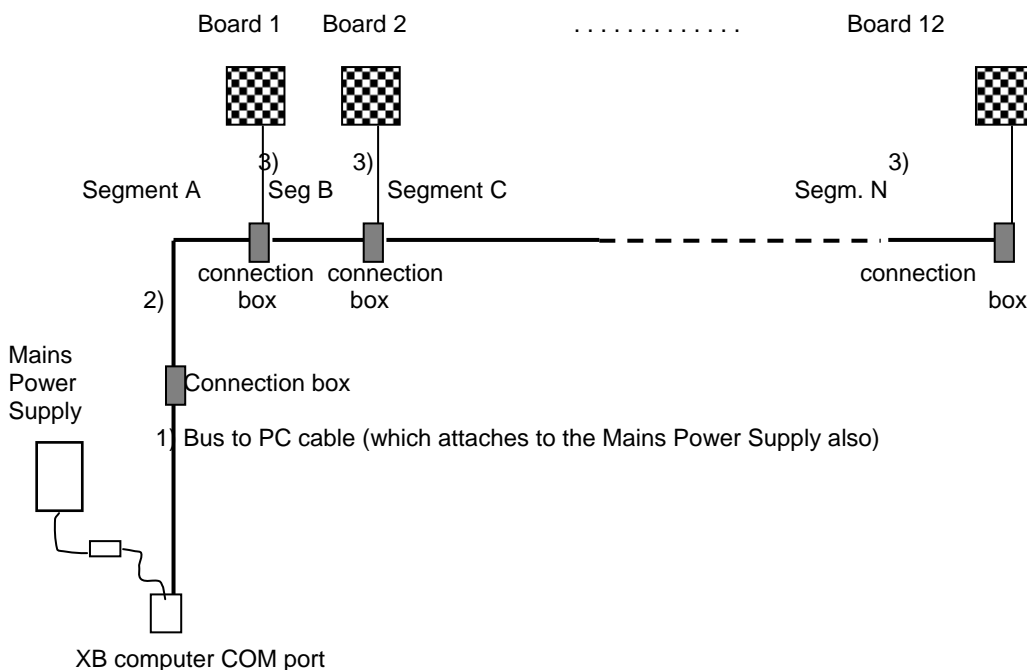 Board 1 Board 2 . . . . . . . . . . . . . Board 12
3) 3) 3)
Segment A Seg B Segment C Segm. N
connection connection connection
box box box
2)
Mains
Power
Supply
Connection box
1) Bus to PC cable (which attaches to the Mains Power Supply also)
XB computer COM port